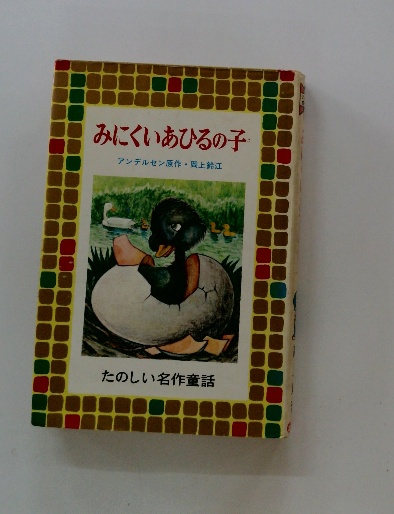 みにくいあひるの子
アンデルセン原作・岡上鈴江
たのしい名作童話